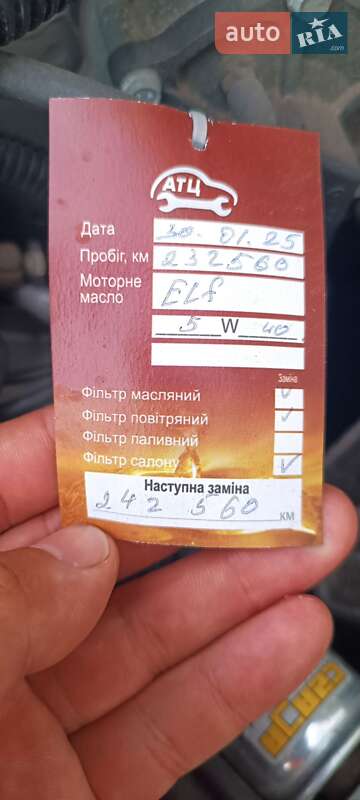 auto RIA.com
АТЦ
Дата 30.01.25
Пробіг, км 232560
Моторне масло ELf
5 W 40
Заміна
Фільтр масляний ✓
Фільтр повітряний ✓
Фільтр паливний
Фільтр салону ✓
Наступна заміна
242 560 км